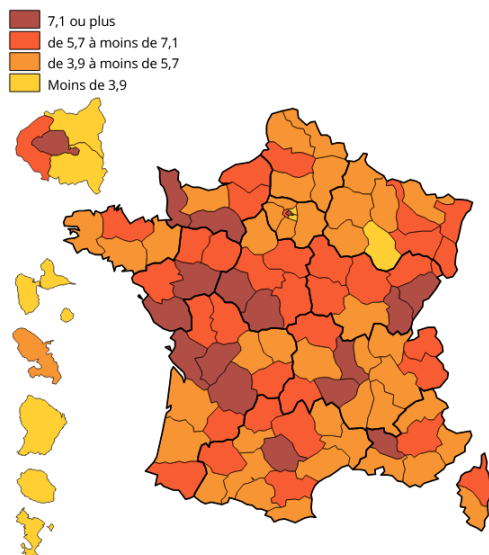 7,1 ou plus
de 5,7 à moins de 7,1
de 3,9 à moins de 5,7
Moins de 3,9